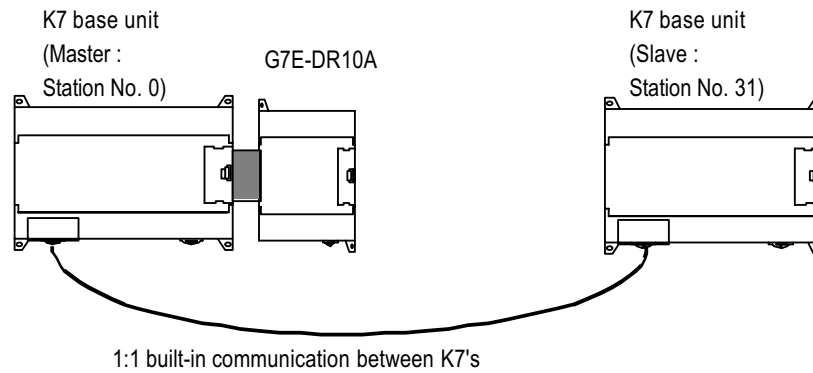 K7 base unit
(Master :
Station No. 0)
G7E-DR10A
K7 base unit
(Slave :
Station No. 31)
1:1 built-in communication between K7's